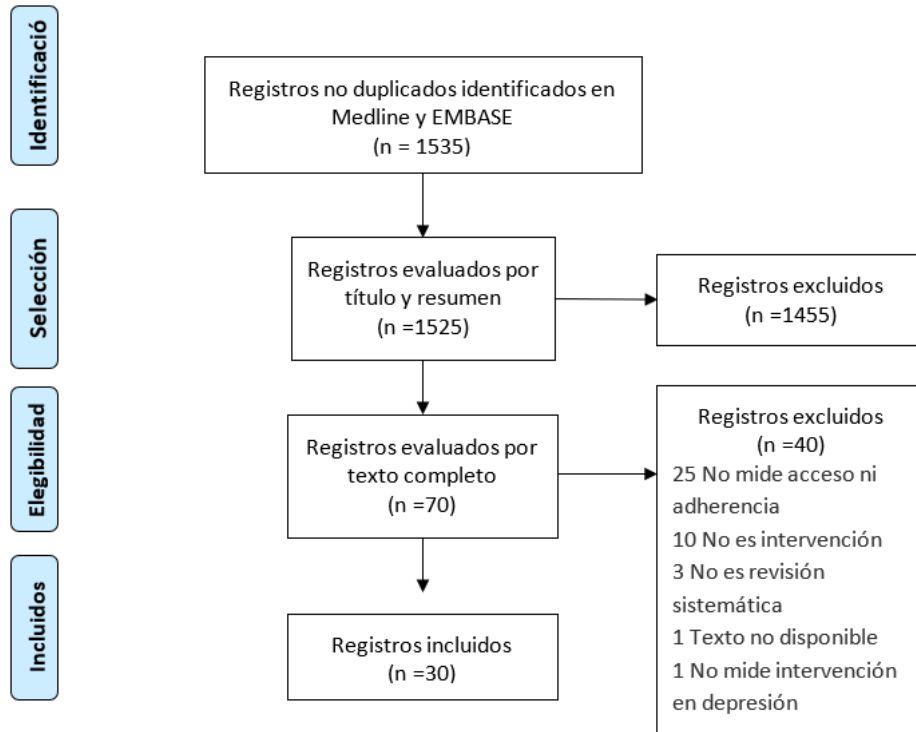 Identificació
Registros no duplicados identificados en
Medline y EMBASE
(n = 1535)
Selección
Registros evaluados por
título y resumen
(n =1525)
Registros excluidos
(n =1455)
Elegibilidad
Registros evaluados por
texto completo
(n =70)
Registros excluidos
(n =40)
25 No mide acceso ni
adherencia
10 No es intervención
3 No es revisión
sistemática
1 Texto no disponible
1 No mide intervención
en depresión
Incluidos
Registros incluidos
(n =30)